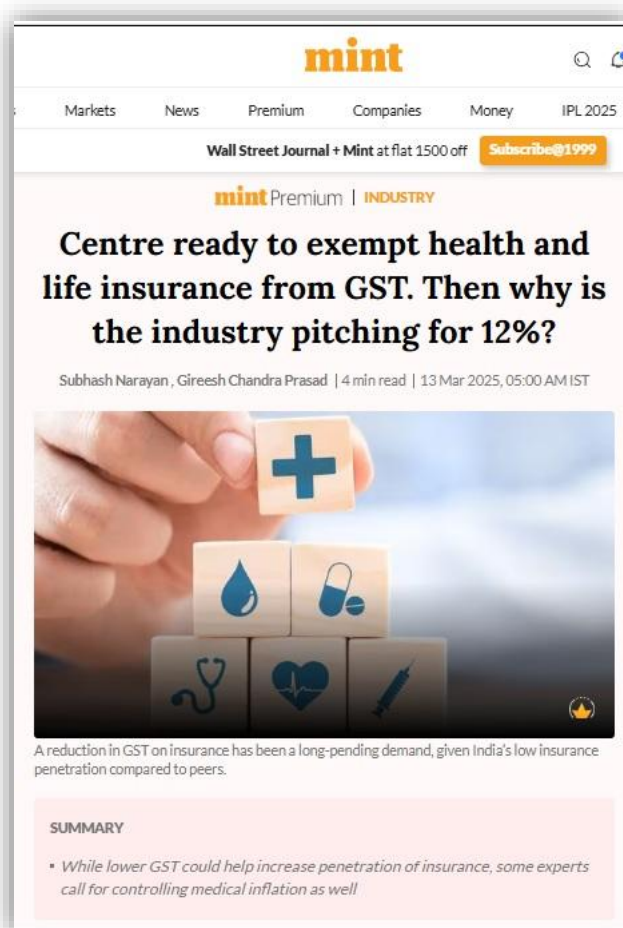 mint
Markets News Premium Companies Money IPL 2025
Wall Street Journal + Mint at flat 1500 off Subscribe@1999
mint Premium | INDUSTRY
Centre ready to exempt health and
life insurance from GST. Then why is
the industry pitching for 12%?
Subhash Narayan , Gireesh Chandra Prasad | 4 min read | 13 Mar 2025, 05:00 AM IST
A reduction in GST on insurance has been a long-pending demand, given India's low insurance
penetration compared to peers.
SUMMARY
▪ While lower GST could help increase penetration of insurance, some experts
call for controlling medical inflation as well